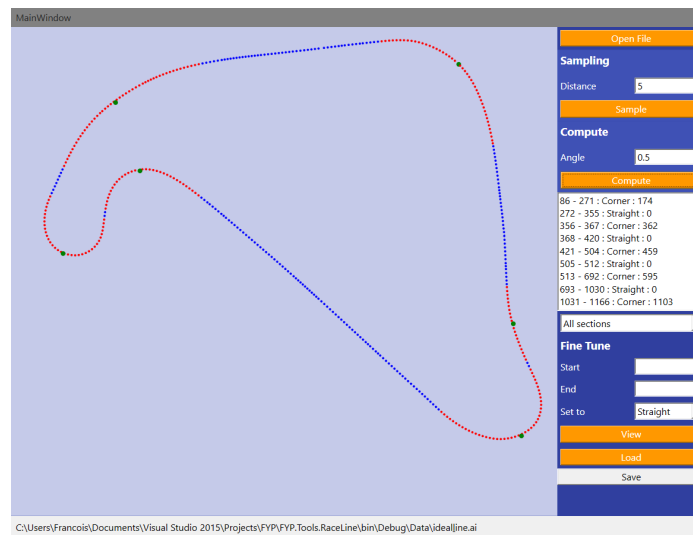 MainWindow
Open File
Sampling
Distance 5
Sample
Compute
Angle 0.5
Compute
86 - 271 : Corner : 174
272 - 355 : Straight : 0
356 - 367 : Corner : 362
368 - 420 : Straight : 0
421 - 504 : Corner : 459
505 - 512 : Straight : 0
513 - 692 : Corner : 595
693 - 1030 : Straight : 0
1031 - 1166 : Corner : 1103
All sections
Fine Tune
Start
End
Set to Straight
View
Load
Save
C:\Users\Francois\Documents\Visual Studio 2015\Projects\FYP\FYP.Tools.RaceLine\bin\Debug\Data\idealline.ai